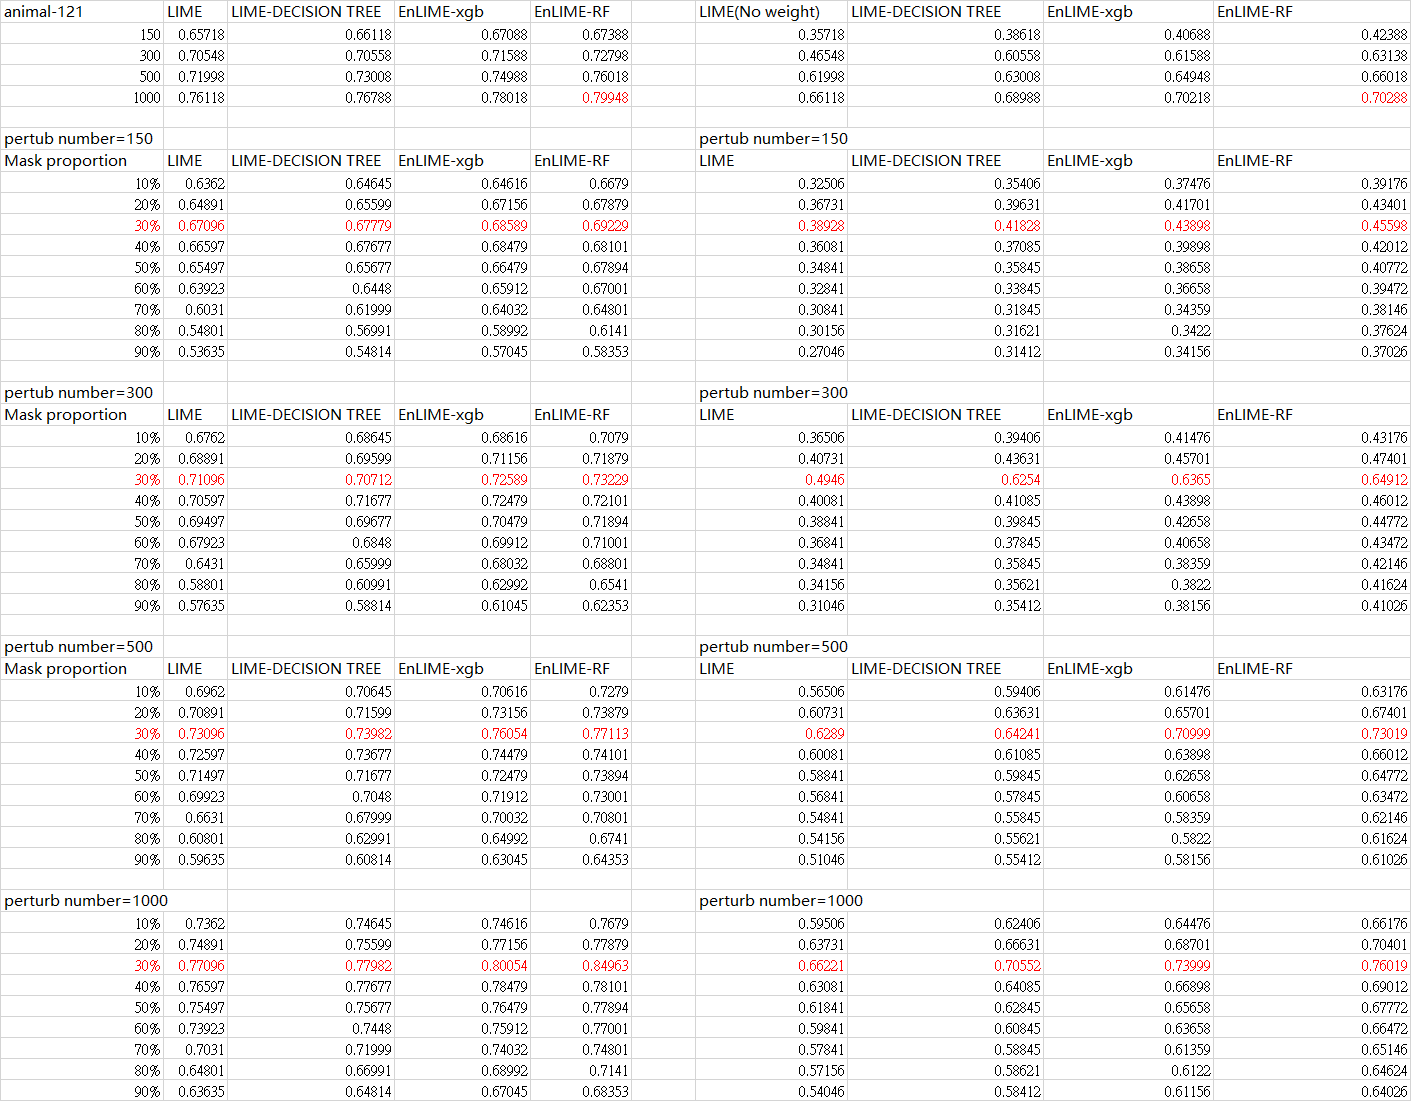 animal-121 LIME LIME-DECISION TREE EnLIME-xgb EnLIME-RF LIME(No weight) LIME-DECISION TREE EnLIME-xgb EnLIME-RF
150 0.65718 0.66118 0.67088 0.67388 0.35718 0.38618 0.40688 0.42388
300 0.70548 0.70558 0.71588 0.72798 0.46548 0.60558 0.61588 0.63138
500 0.71998 0.73008 0.74988 0.76018 0.61998 0.63008 0.64948 0.66018
1000 0.76118 0.76788 0.78018 0.79948 0.66118 0.68988 0.70218 0.70288
pertub number=150 pertub number=150
Mask proportion LIME LIME-DECISION TREE EnLIME-xgb EnLIME-RF LIME LIME-DECISION TREE EnLIME-xgb EnLIME-RF
10% 0.6362 0.64645 0.64616 0.6679 0.32506 0.35406 0.37476 0.39176
20% 0.64891 0.65599 0.67156 0.67879 0.36731 0.39631 0.41701 0.43401
30% 0.67096 0.67779 0.68589 0.69229 0.38928 0.41828 0.43898 0.45598
40% 0.66597 0.67677 0.68479 0.68101 0.36081 0.37085 0.39898 0.42012
50% 0.65497 0.65677 0.66479 0.67894 0.34841 0.35845 0.38658 0.40772
60% 0.63923 0.6448 0.65912 0.67001 0.32841 0.33845 0.36658 0.39472
70% 0.6031 0.61999 0.64032 0.64801 0.30841 0.31845 0.34359 0.38146
80% 0.54801 0.56991 0.58992 0.6141 0.30156 0.31621 0.3422 0.37624
90% 0.53635 0.54814 0.57045 0.58353 0.27046 0.31412 0.34156 0.37026
pertub number=300 pertub number=300
Mask proportion LIME LIME-DECISION TREE EnLIME-xgb EnLIME-RF LIME LIME-DECISION TREE EnLIME-xgb EnLIME-RF
10% 0.6762 0.68645 0.68616 0.7079 0.36506 0.39406 0.41476 0.43176
20% 0.68891 0.69599 0.71156 0.71879 0.40731 0.43631 0.45701 0.47401
30% 0.71096 0.70712 0.72589 0.73229 0.4946 0.6254 0.6365 0.64912
40% 0.70597 0.71677 0.72479 0.72101 0.40081 0.41085 0.43898 0.46012
50% 0.69497 0.69677 0.70479 0.71894 0.38841 0.39845 0.42658 0.44772
60% 0.67923 0.6848 0.69912 0.71001 0.36841 0.37845 0.40658 0.43472
70% 0.6431 0.65999 0.68032 0.68801 0.34841 0.35845 0.38359 0.42146
80% 0.58801 0.60991 0.62992 0.6541 0.34156 0.35621 0.3822 0.41624
90% 0.57635 0.58814 0.61045 0.62353 0.31046 0.35412 0.38156 0.41026
pertub number=500 pertub number=500
Mask proportion LIME LIME-DECISION TREE EnLIME-xgb EnLIME-RF LIME LIME-DECISION TREE EnLIME-xgb EnLIME-RF
10% 0.6962 0.70645 0.70616 0.7279 0.56506 0.59406 0.61476 0.63176
20% 0.70891 0.71599 0.73156 0.73879 0.60731 0.63631 0.65701 0.67401
30% 0.73096 0.73982 0.76054 0.77113 0.6289 0.64241 0.70999 0.73019
40% 0.72597 0.73677 0.74479 0.74101 0.60081 0.61085 0.63898 0.66012
50% 0.71497 0.71677 0.72479 0.73894 0.58841 0.59845 0.62658 0.64772
60% 0.69923 0.7048 0.71912 0.73001 0.56841 0.57845 0.60658 0.63472
70% 0.6631 0.67999 0.70032 0.70801 0.54841 0.55845 0.58359 0.62146
80% 0.60801 0.62991 0.64992 0.6741 0.54156 0.55621 0.5822 0.61624
90% 0.59635 0.60814 0.63045 0.64353 0.51046 0.55412 0.58156 0.61026
perturb number=1000 perturb number=1000
10% 0.7362 0.74645 0.74616 0.7679 0.59506 0.62406 0.64476 0.66176
20% 0.74891 0.75599 0.77156 0.77879 0.63731 0.66631 0.68701 0.70401
30% 0.77096 0.77982 0.80054 0.84963 0.66221 0.70552 0.73999 0.76019
40% 0.76597 0.77677 0.78479 0.78101 0.63081 0.64085 0.66898 0.69012
50% 0.75497 0.75677 0.76479 0.77894 0.61841 0.62845 0.65658 0.67772
60% 0.73923 0.7448 0.75912 0.77001 0.59841 0.60845 0.63658 0.66472
70% 0.7031 0.71999 0.74032 0.74801 0.57841 0.58845 0.61359 0.65146
80% 0.64801 0.66991 0.68992 0.7141 0.57156 0.58621 0.6122 0.64624
90% 0.63635 0.64814 0.67045 0.68353 0.54046 0.58412 0.61156 0.64026